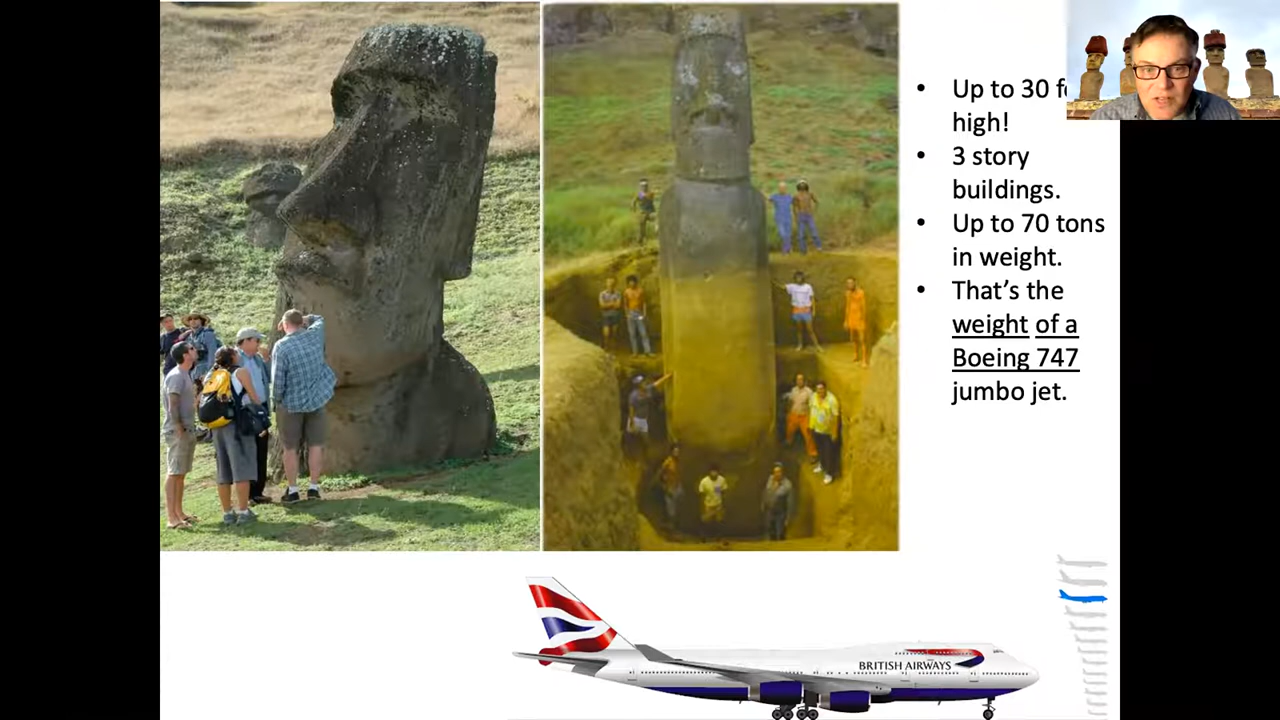 Up to 30
high!
3 story
buildings.
Up to 70 tons
in weight.
That's the
weight of a
Boeing 747
jumbo jet.
BRITISH AIRWAYS